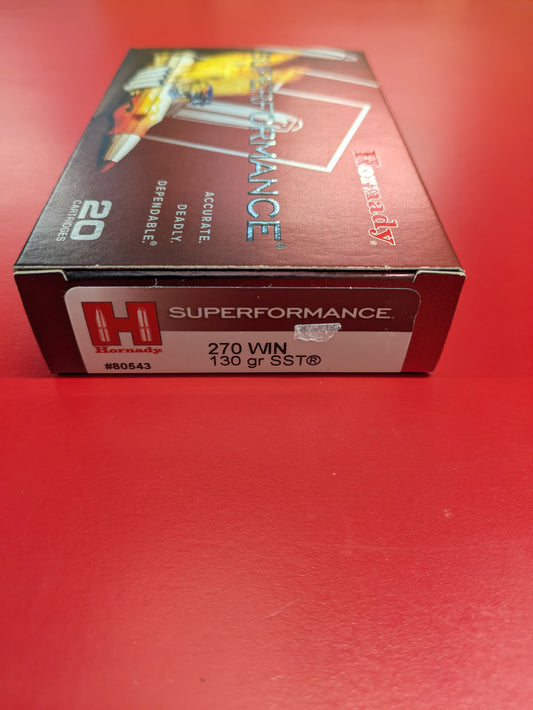 SUPERFORMANCE®
Hornady®
ACCURATE.
DEADLY.
DEPENDABLE.®
20
CARTRIDGES
H
Hornady®
SUPERFORMANCE
270 WIN
130 gr SST®
#80543